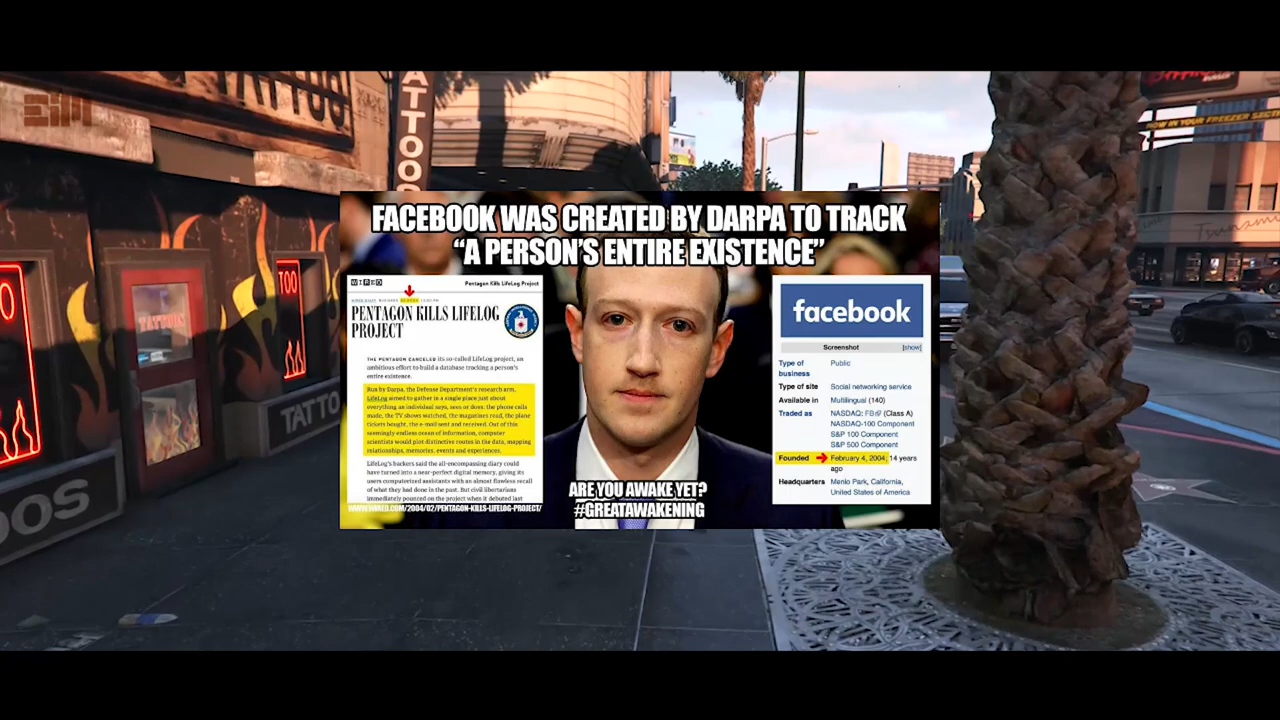 TATTOO
TATTOOS
NOW IN YOUR FREEZER SECTI
FACEBOOK WAS CREATED BY DARPA TO TRACK
“A PERSON’S ENTIRE EXISTENCE”
WIRED
Pentagon Kills LifeLog Project
PENTAGON KILLS LIFELOG
PROJECT
THE PENTAGON CANCELED its so-called LifeLog project, an
ambitious effort to build a database tracking a person's
entire existence.
Run by Darpa, the Defense Department's research arm,
LifeLog aimed to gather in a single place just about
everything an individual says, sees or does: the phone calls
made, the TV shows watched, the magazines read, the plane
tickets bought, the e-mail sent and received. Out of this
seemingly endless ocean of information, computer
scientists would plot distinctive routes in the data, mapping
relationships, memories, events and experiences.
LifeLog's backers said the all-encompassing diary could
have turned into a near-perfect digital memory, giving its
users computerized assistants with an almost flawless recall
of what they had done in the past. But civil libertarians
immediately pounced on the project when it debuted last
WWW.WIRED.COM/2004/02/PENTAGON-KILLS-LIFELOG-PROJECT/
ARE YOU AWAKE YET?
#GREATAWAKENING
facebook
Screenshot [show]
Type of business Public
Type of site Social networking service
Available in Multilingual (140)
Traded as NASDAQ: FB (Class A)
NASDAQ-100 Component
S&P 100 Component
S&P 500 Component
Founded February 4, 2004; 14 years
ago
Headquarters Menlo Park, California,
United States of America
TOO
TATTOOS
TATTOO
OOS